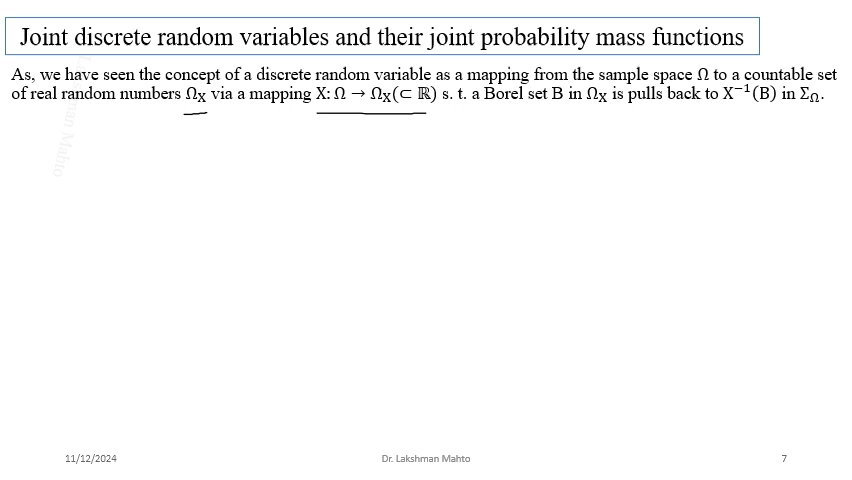 Joint discrete random variables and their joint probability mass functions
As, we have seen the concept of a discrete random variable as a mapping from the sample space Ω to a countable set
of real random numbers Ω_X via a mapping X: Ω → Ω_X(⊂ ℝ) s. t. a Borel set B in Ω_X is pulls back to X⁻¹(B) in Σ_Ω.
man Mahto
11/12/2024
Dr. Lakshman Mahto
7